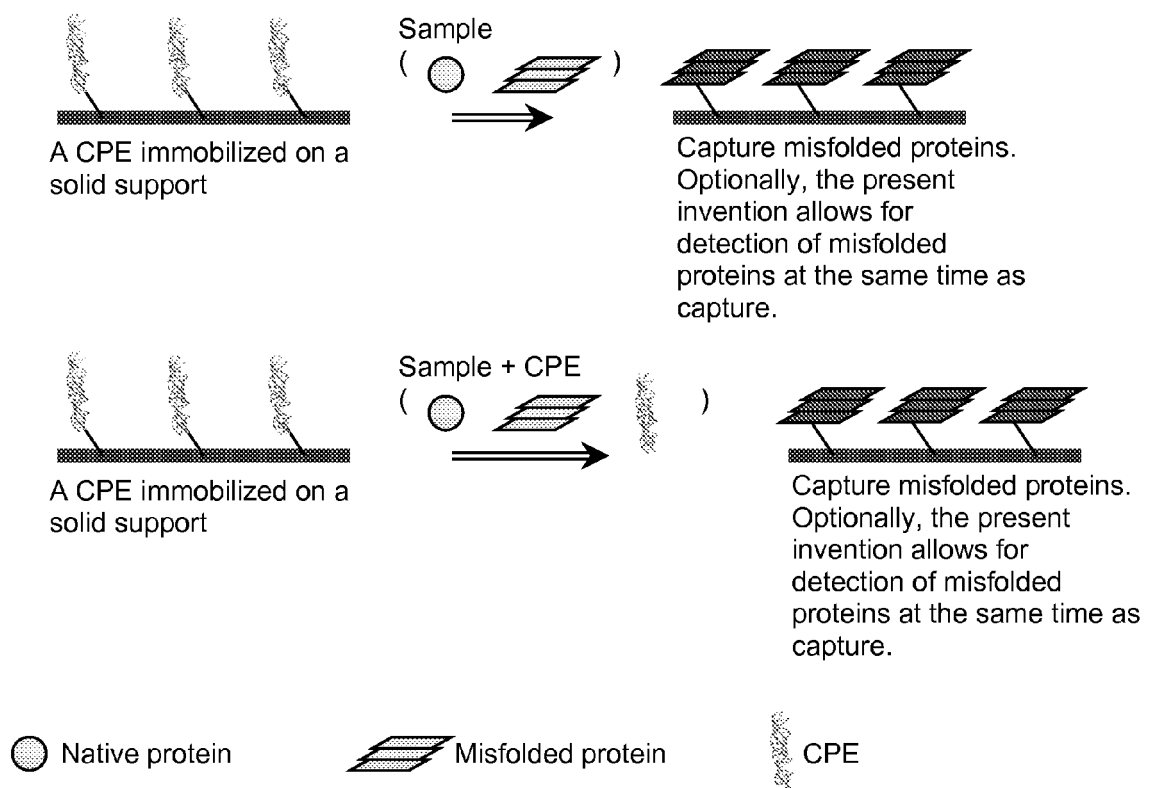 Sample
( )
A CPE immobilized on a
solid support
Capture misfolded proteins.
Optionally, the present
invention allows for
detection of misfolded
proteins at the same time as
capture.
Sample + CPE
( )
A CPE immobilized on a
solid support
Capture misfolded proteins.
Optionally, the present
invention allows for
detection of misfolded
proteins at the same time as
capture.
Native protein
Misfolded protein
CPE